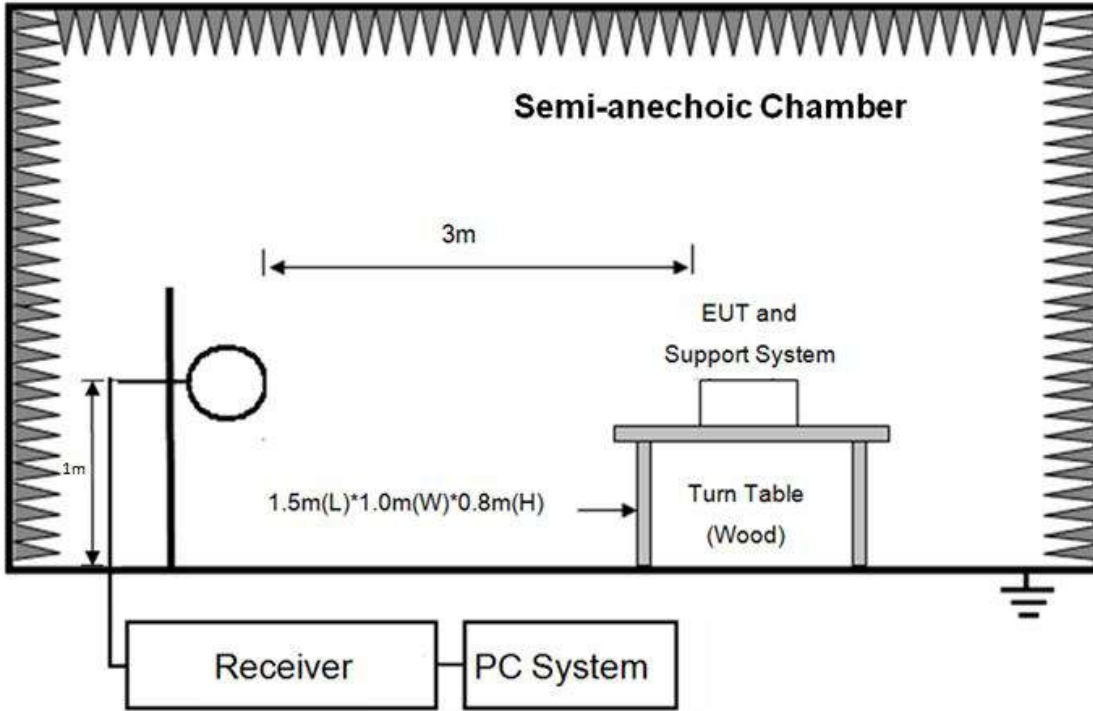 Semi-anechoic Chamber
3m
EUT and
Support System
1m
1.5m(L)*1.0m(W)*0.8m(H)
Turn Table
(Wood)
Receiver
PC System